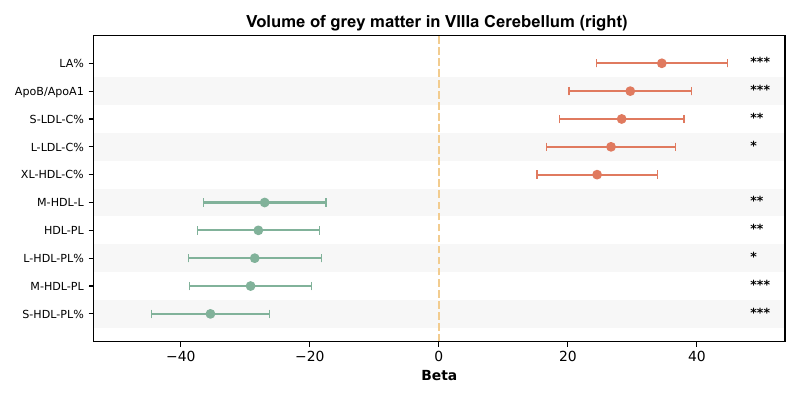 Volume of grey matter in VIIIa Cerebellum (right)
LA% ***
ApoB/ApoA1 ***
S-LDL-C% **
L-LDL-C% *
XL-HDL-C%
M-HDL-L **
HDL-PL **
L-HDL-PL% *
M-HDL-PL ***
S-HDL-PL% ***
−40 −20 0 20 40
Beta